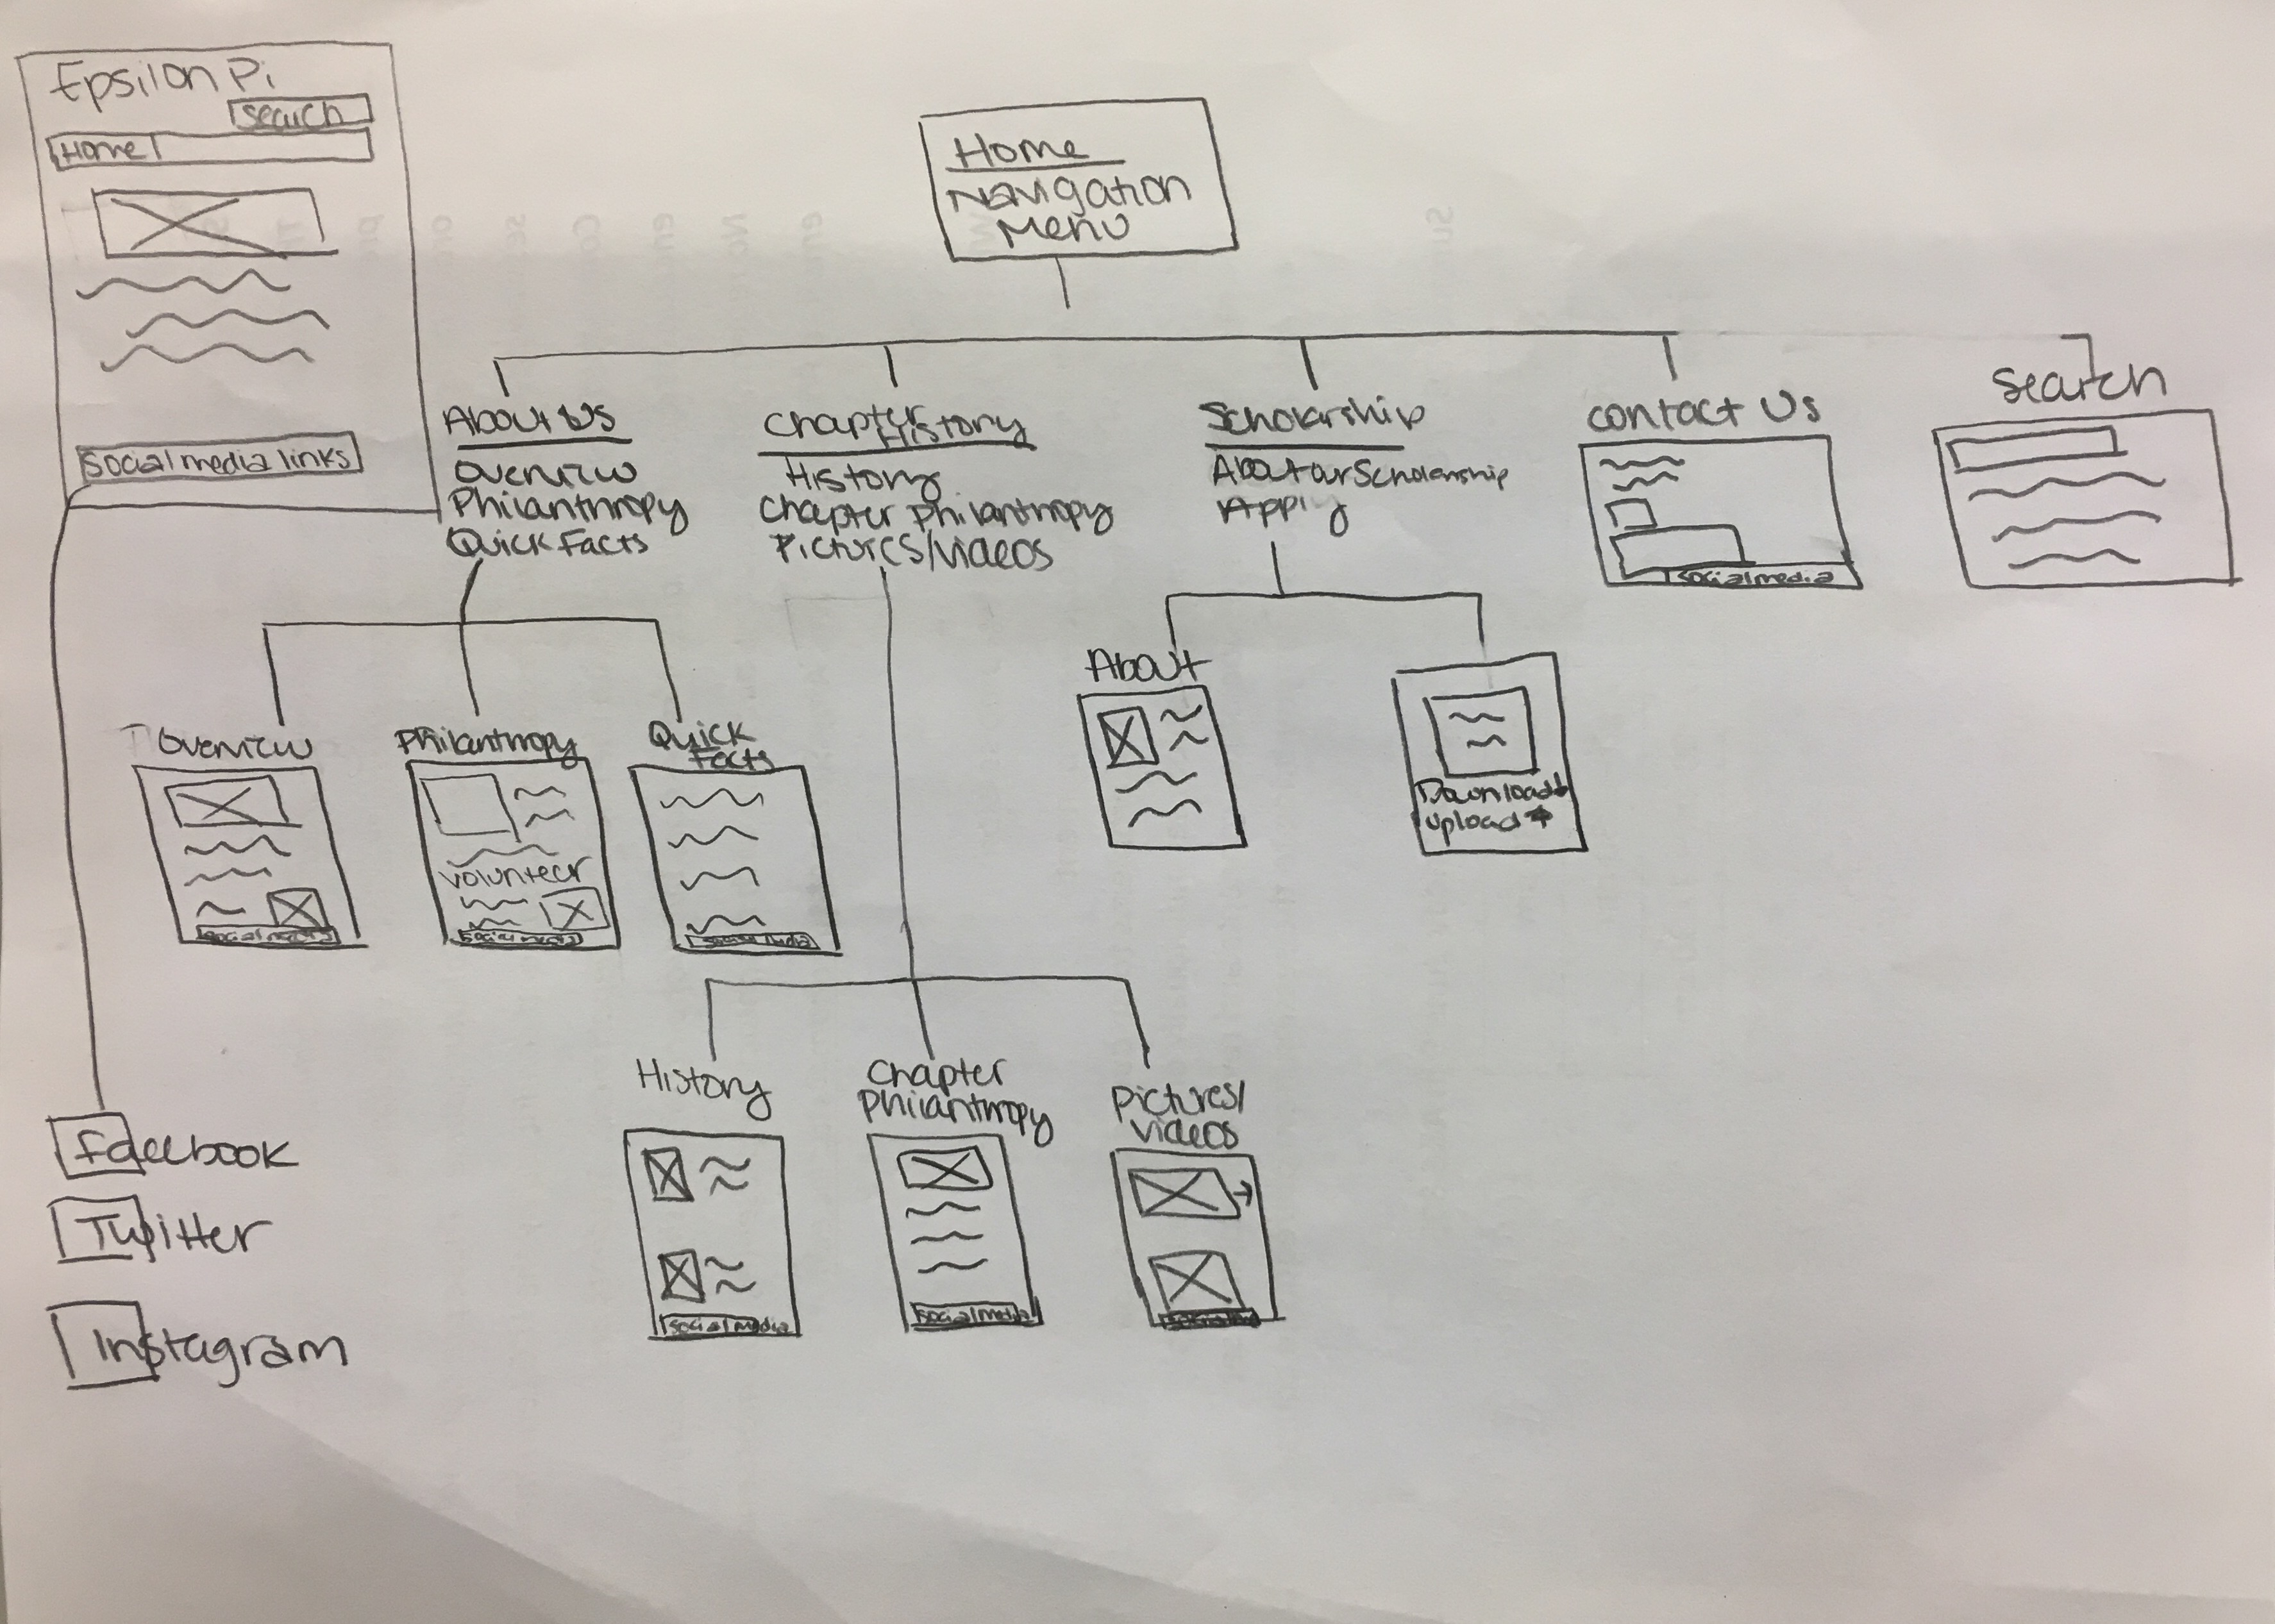 Epsilon Pi
Search
Home
Social media links
Home
Navigation
Menu
About Us
Overview
Philanthropy
Quick Facts
Chapter
History
History
Chapter Philanthropy
Pictures/Videos
Scholarship
About our Scholarship
Apply
Contact Us
Social media
Search
Overview
Social media
Philanthropy
Volunteer
Social media
Quick
Facts
Social media
About
Download
Upload
History
Social media
Chapter
Philanthropy
Social media
Pictures/
Videos
Facebook
Twitter
Instagram